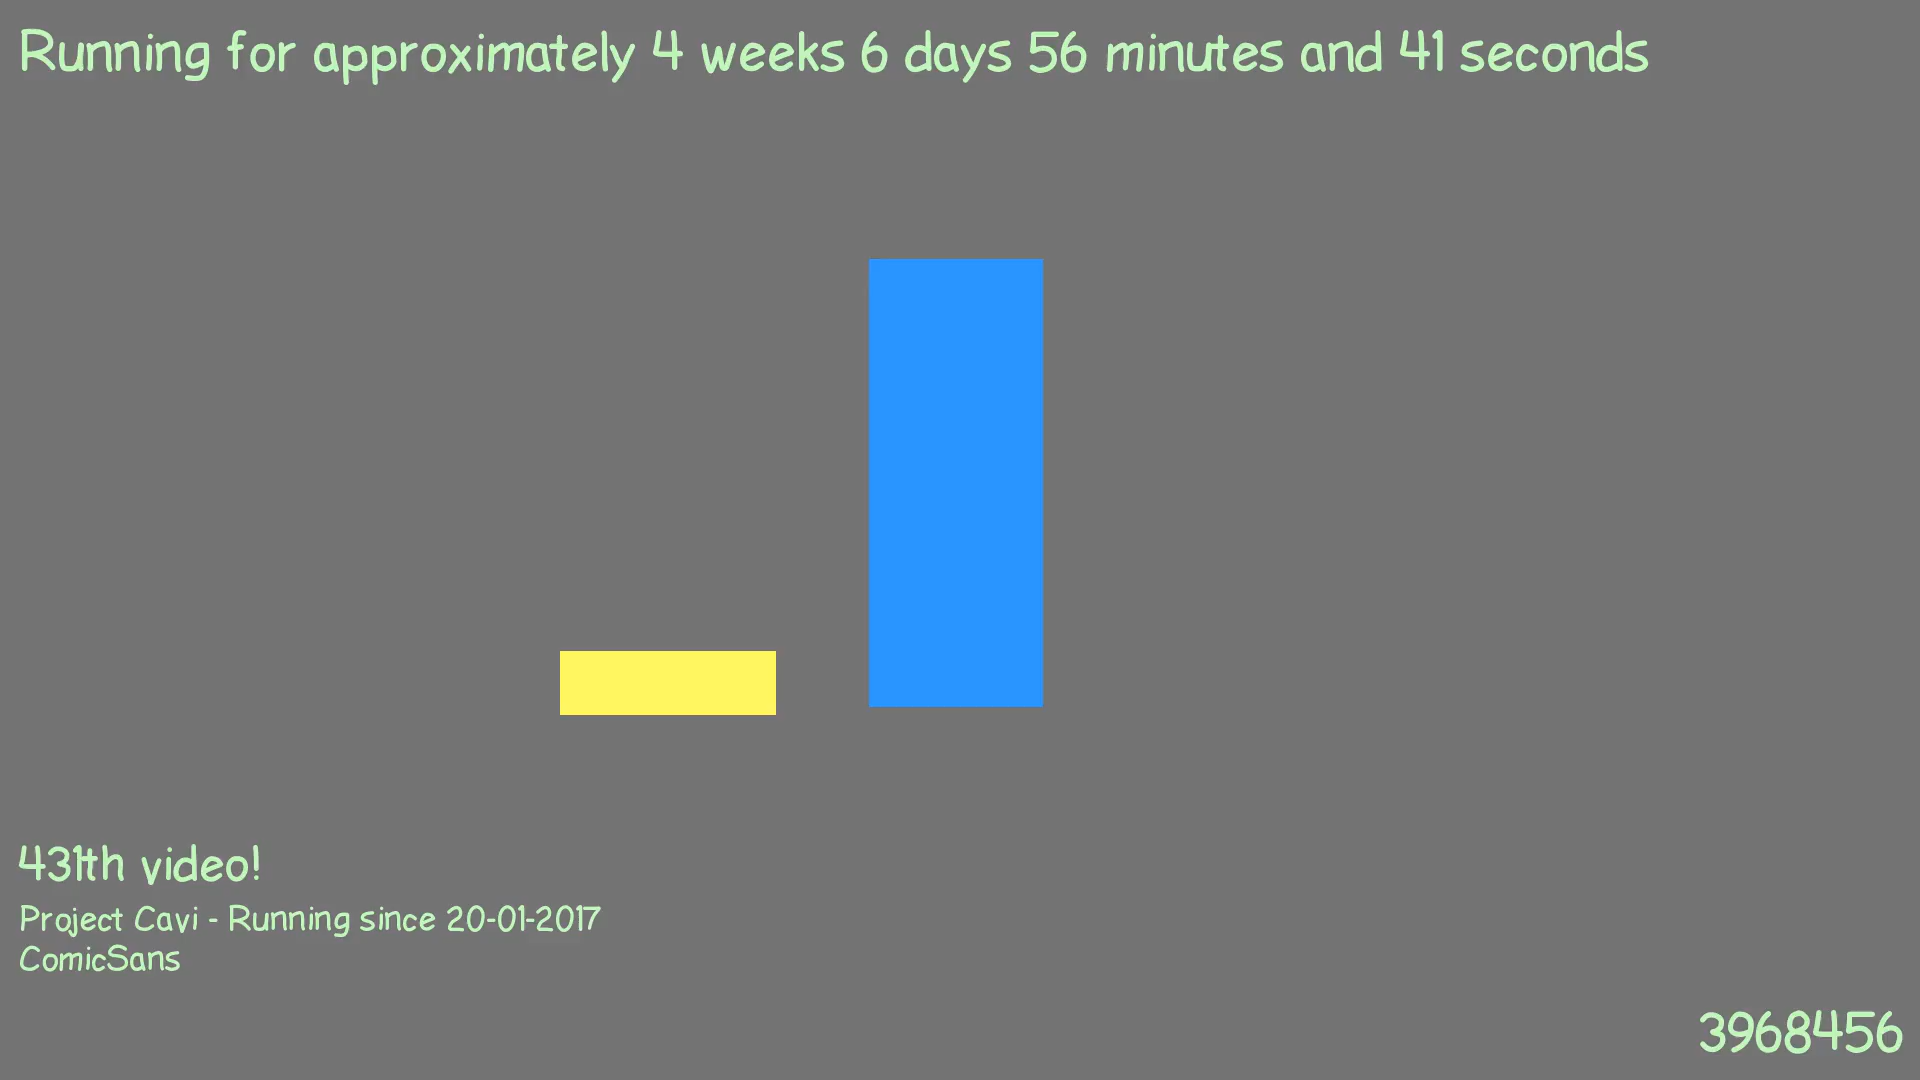 Running for approximately 4 weeks 6 days 56 minutes and 41 seconds
431th video!
Project Cavi - Running since 20-01-2017
ComicSans
3968456